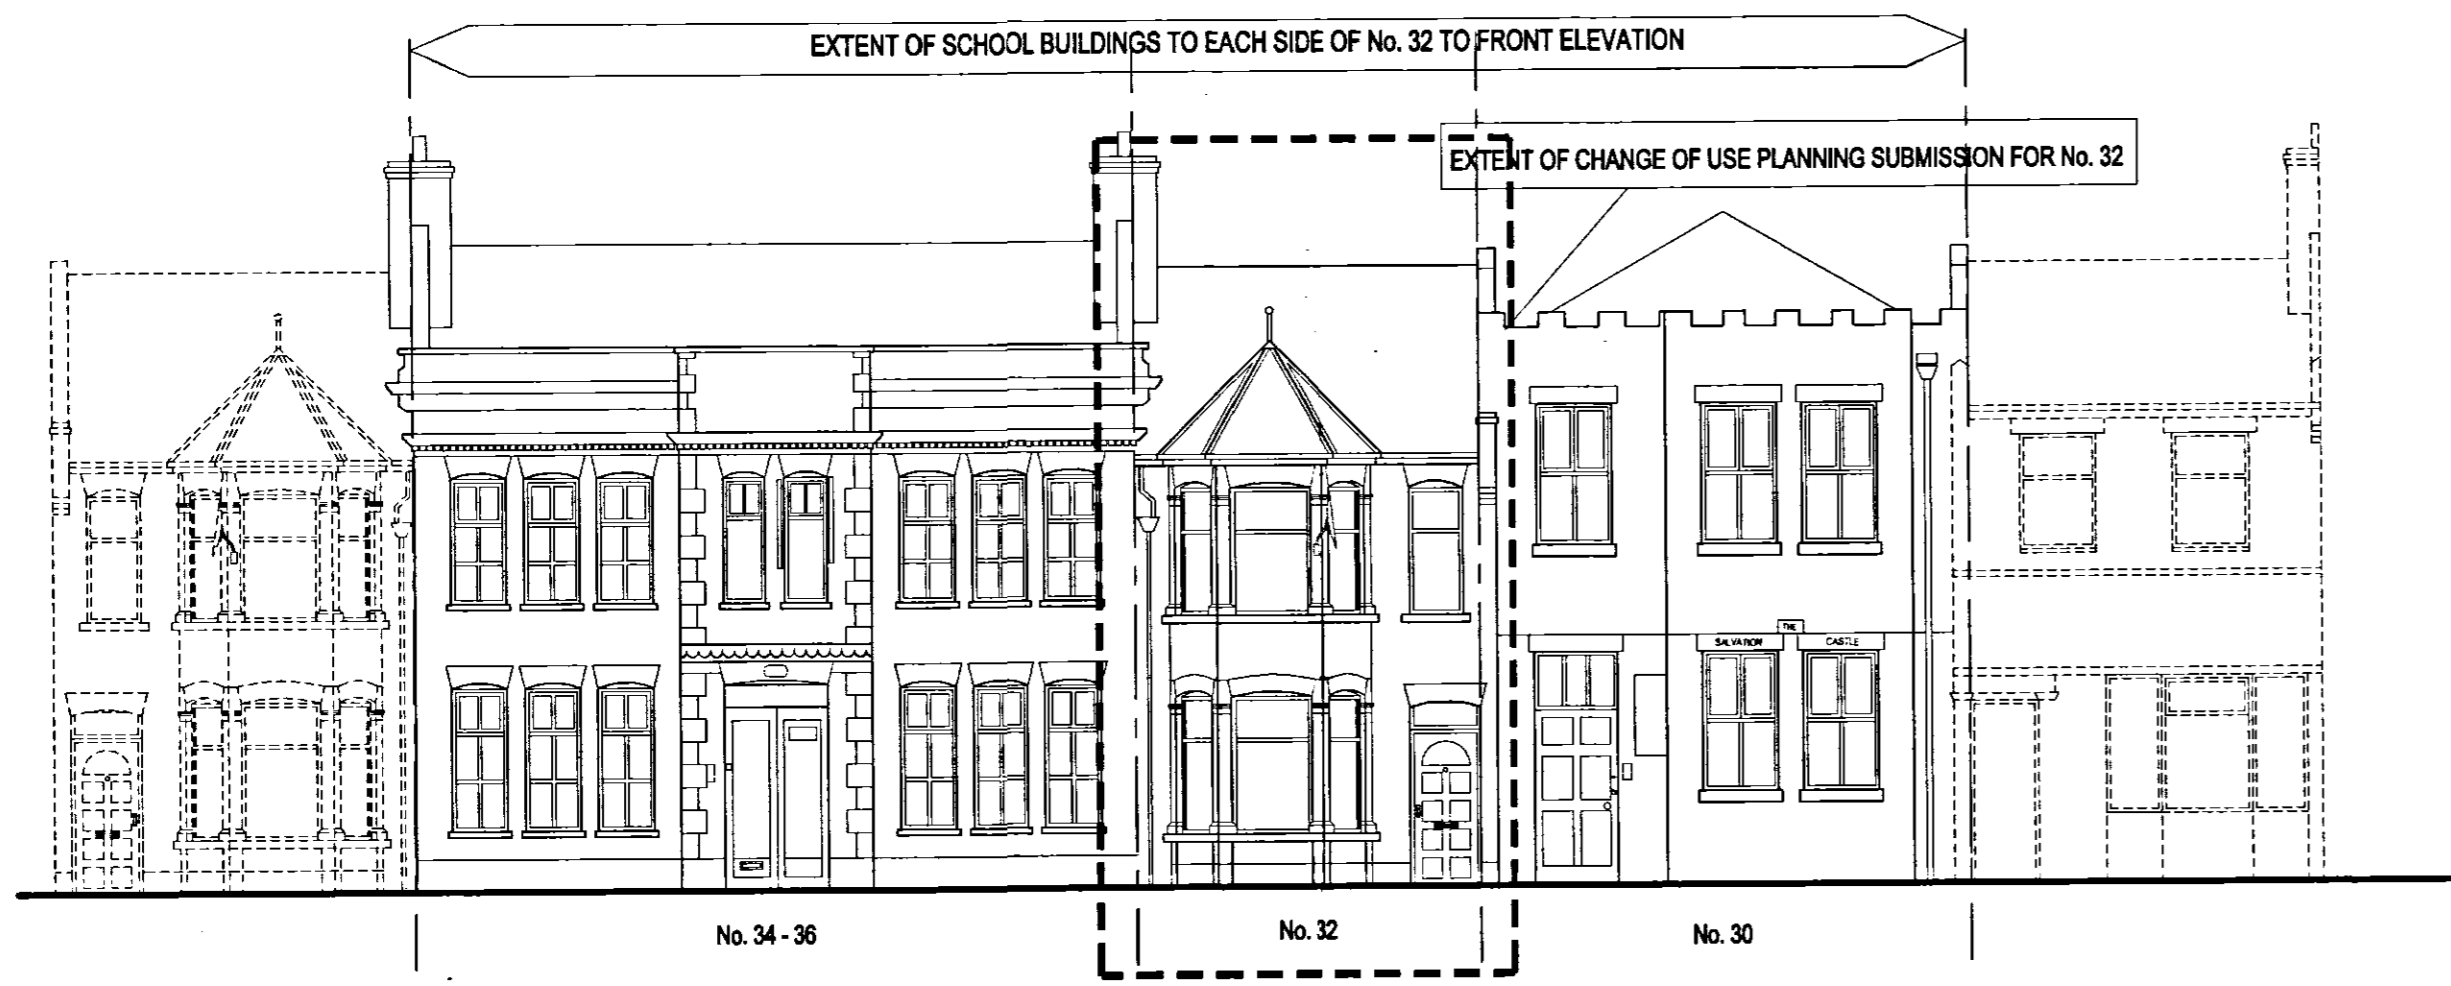 EXTENT OF SCHOOL BUILDINGS TO EACH SIDE OF No. 32 TO FRONT ELEVATION
EXTENT OF CHANGE OF USE PLANNING SUBMISSION FOR No. 32
THE
SALVATION CASTLE
No. 34 - 36
No. 32
No. 30